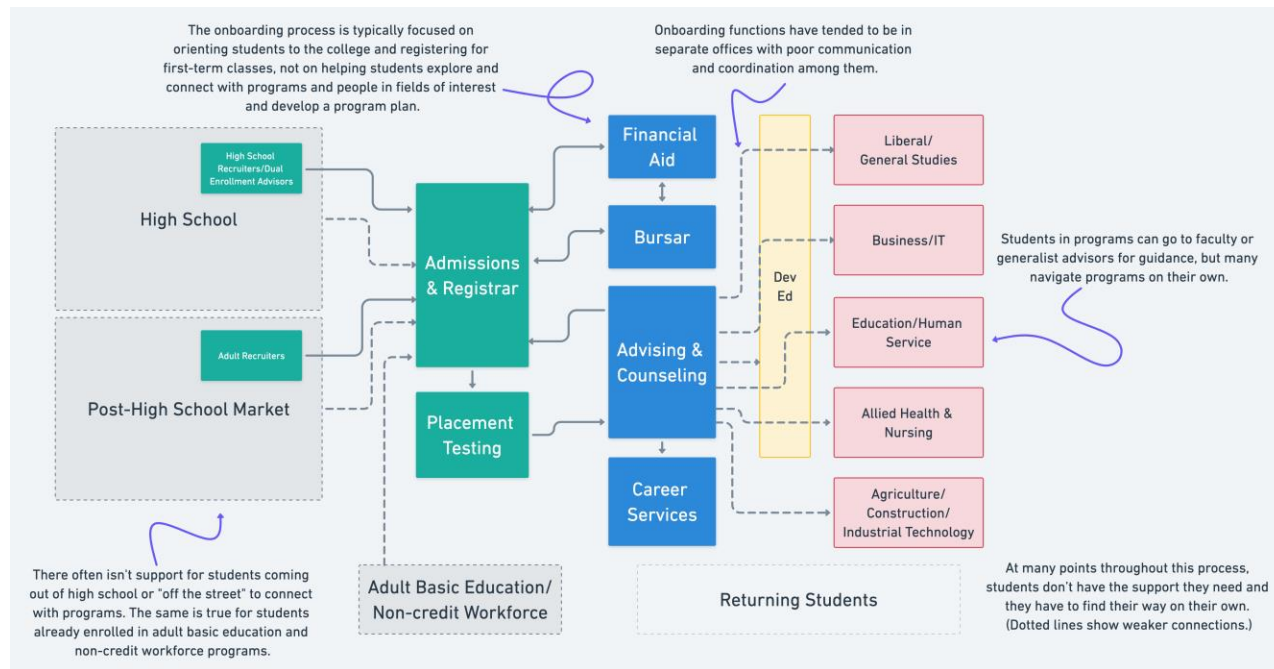 The onboarding process is typically focused on
orienting students to the college and registering for
first-term classes, not on helping students explore and
connect with programs and people in fields of interest
and develop a program plan.
Onboarding functions have tended to be in
separate offices with poor communication
and coordination among them.
High School
Recruiters/Dual
Enrollment Advisors
High School
Adult Recruiters
Post-High School Market
Admissions
& Registrar
Placement
Testing
Financial
Aid
Bursar
Advising &
Counseling
Career
Services
Dev
Ed
Liberal/
General Studies
Business/IT
Education/Human
Service
Allied Health &
Nursing
Agriculture/
Construction/
Industrial Technology
Students in programs can go to faculty or
generalist advisors for guidance, but many
navigate programs on their own.
There often isn't support for students coming
out of high school or "off the street" to connect
with programs. The same is true for students
already enrolled in adult basic education and
non-credit workforce programs.
Adult Basic Education/
Non-credit Workforce
Returning Students
At many points throughout this process,
students don't have the support they need and
they have to find their way on their own.
(Dotted lines show weaker connections.)